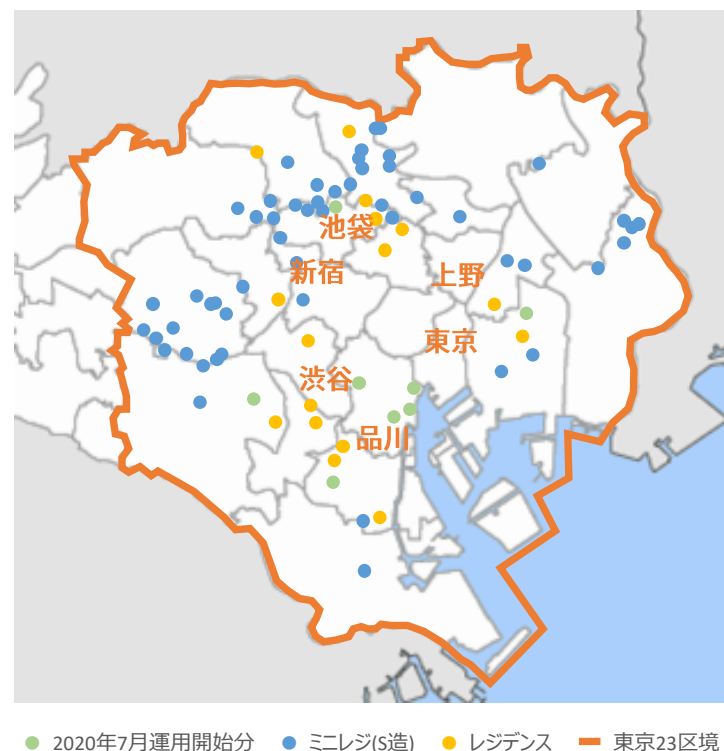 池袋
新宿
上野
東京
渋谷
品川
2020年7月運用開始分 ミニレジ(S造) レジデンス 東京23区境